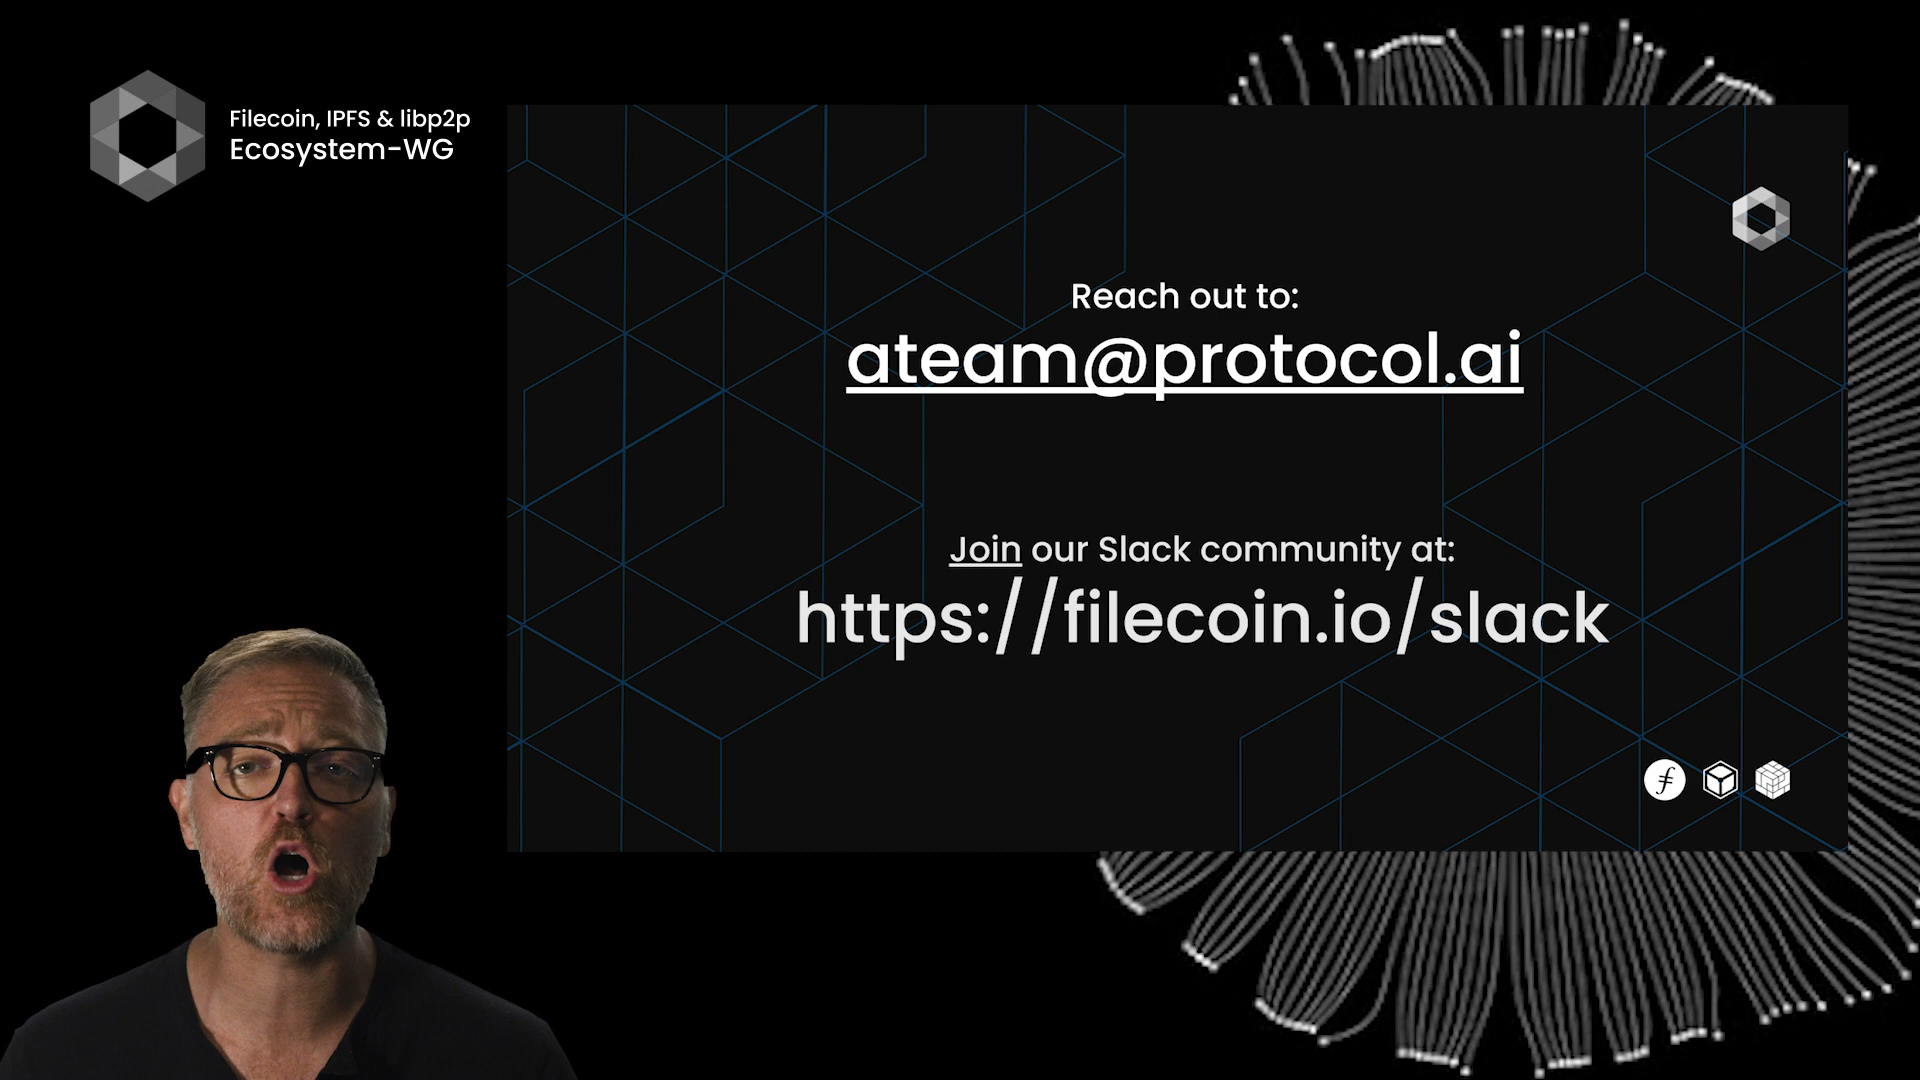 Filecoin, IPFS & libp2p
Ecosystem-WG
Reach out to:
ateam@protocol.ai
Join our Slack community at:
https://filecoin.io/slack